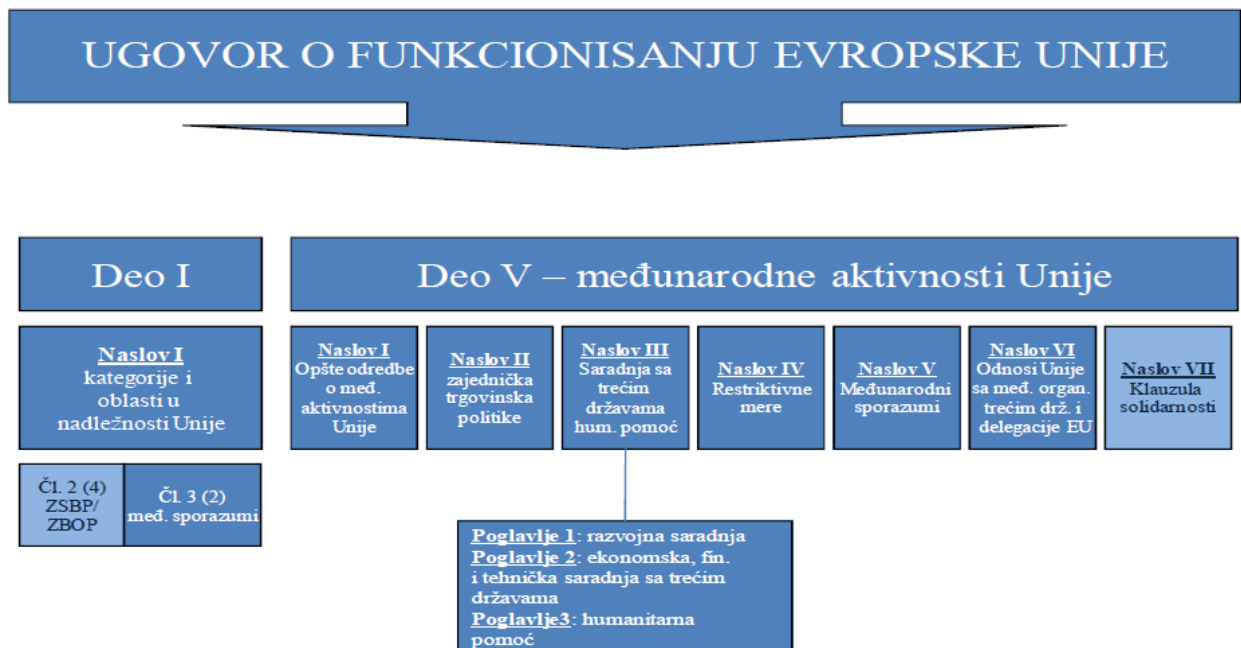 UGOVOR O FUNKCIONISANJU EVROPSKE UNIJE
Deo I
Deo V – međunarodne aktivnosti Unije
Naslov I
kategorije i
oblasti u
nadležnosti Unije
Naslov I
Opšte odredbe
o međ.
aktivnostima
Unije
Naslov II
zajednička
trgovinska
politike
Naslov III
Saradnja sa
trećim
državama
hum. pomoć
Naslov IV
Restriktivne
mere
Naslov V
Međunarodni
sporazumi
Naslov VI
Odnosi Unije
sa međ. organ.
trećim drž. i
delegacije EU
Naslov VII
Klauzula
solidarnosti
Čl. 2 (4)
ZSBP/
ZBOP
Čl. 3 (2)
međ. sporazumi
Poglavlje 1: razvojna saradnja
Poglavlje 2: ekonomska, fin.
i tehnička saradnja sa trećim
državama
Poglavlje3: humanitarna
pomoć